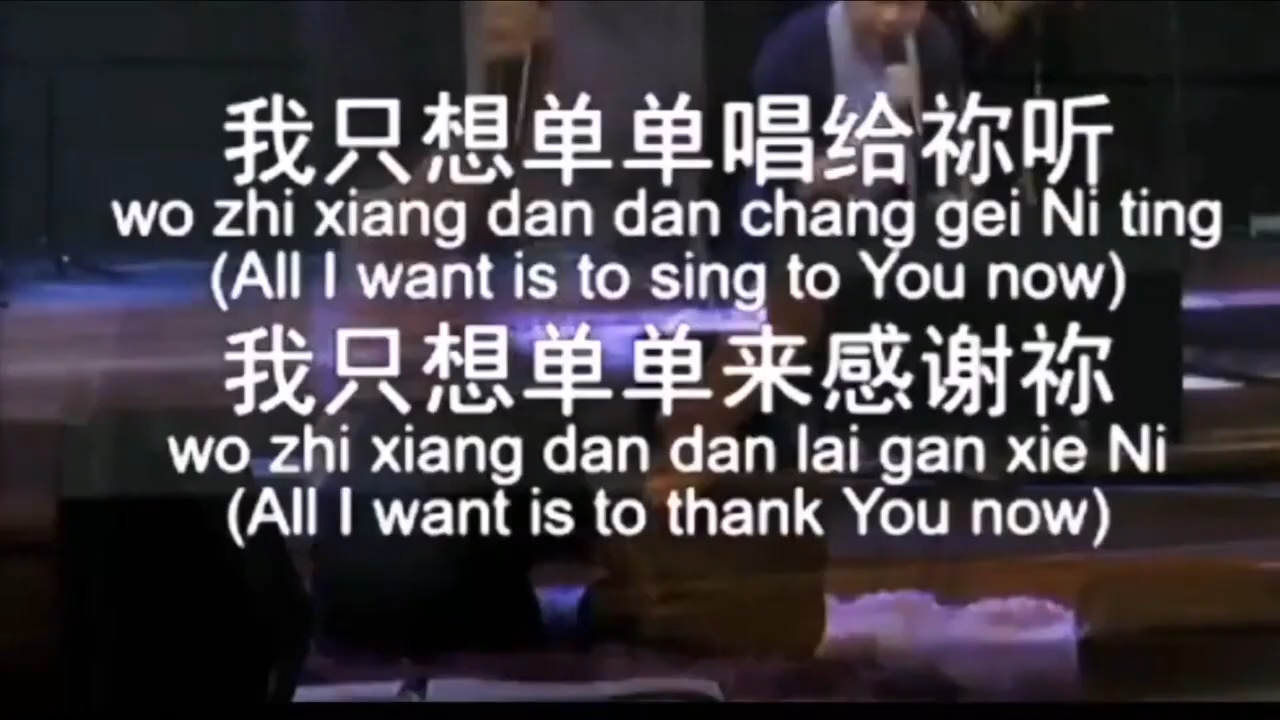 我只想单单唱给祢听
wo zhi xiang dan dan chang gei Ni ting
(All I want is to sing to You now)
我只想单单来感谢祢
wo zhi xiang dan dan lai gan xie Ni
(All I want is to thank You now)